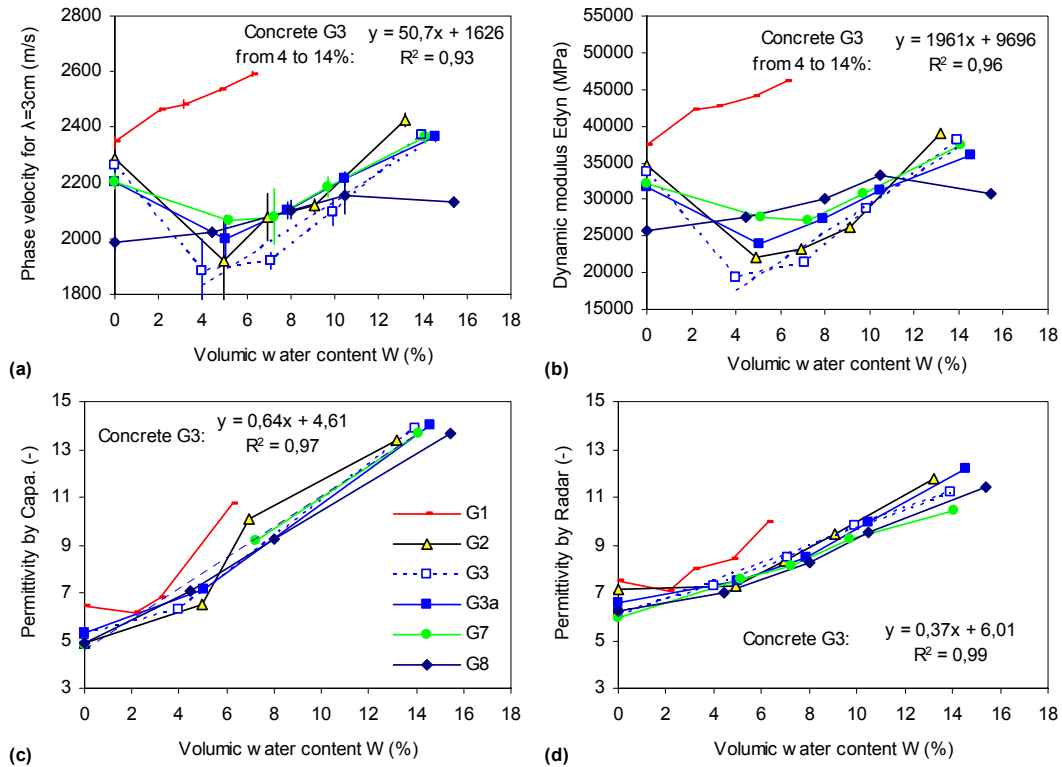 Concrete G3
from 4 to 14%:
y = 50,7x + 1626
R² = 0,93
2800
2600
2400
2200
2000
1800
Phase velocity for λ=3cm (m/s)
0 2 4 6 8 10 12 14 16 18
Volumic water content W (%)
(a)
Concrete G3
from 4 to 14%:
y = 1961x + 9696
R² = 0,96
55000
50000
45000
40000
35000
30000
25000
20000
15000
Dynamic modulus Edyn (MPa)
0 2 4 6 8 10 12 14 16 18
Volumic water content W (%)
(b)
Concrete G3:
y = 0,64x + 4,61
R² = 0,97
15
13
11
9
7
5
3
Permittivity by Capa. (-)
G1
G2
G3
G3a
G7
G8
0 2 4 6 8 10 12 14 16 18
Volumic water content W (%)
(c)
15
13
11
9
7
5
3
Permittivity by Radar (-)
Concrete G3:
y = 0,37x + 6,01
R² = 0,99
0 2 4 6 8 10 12 14 16 18
Volumic water content W (%)
(d)